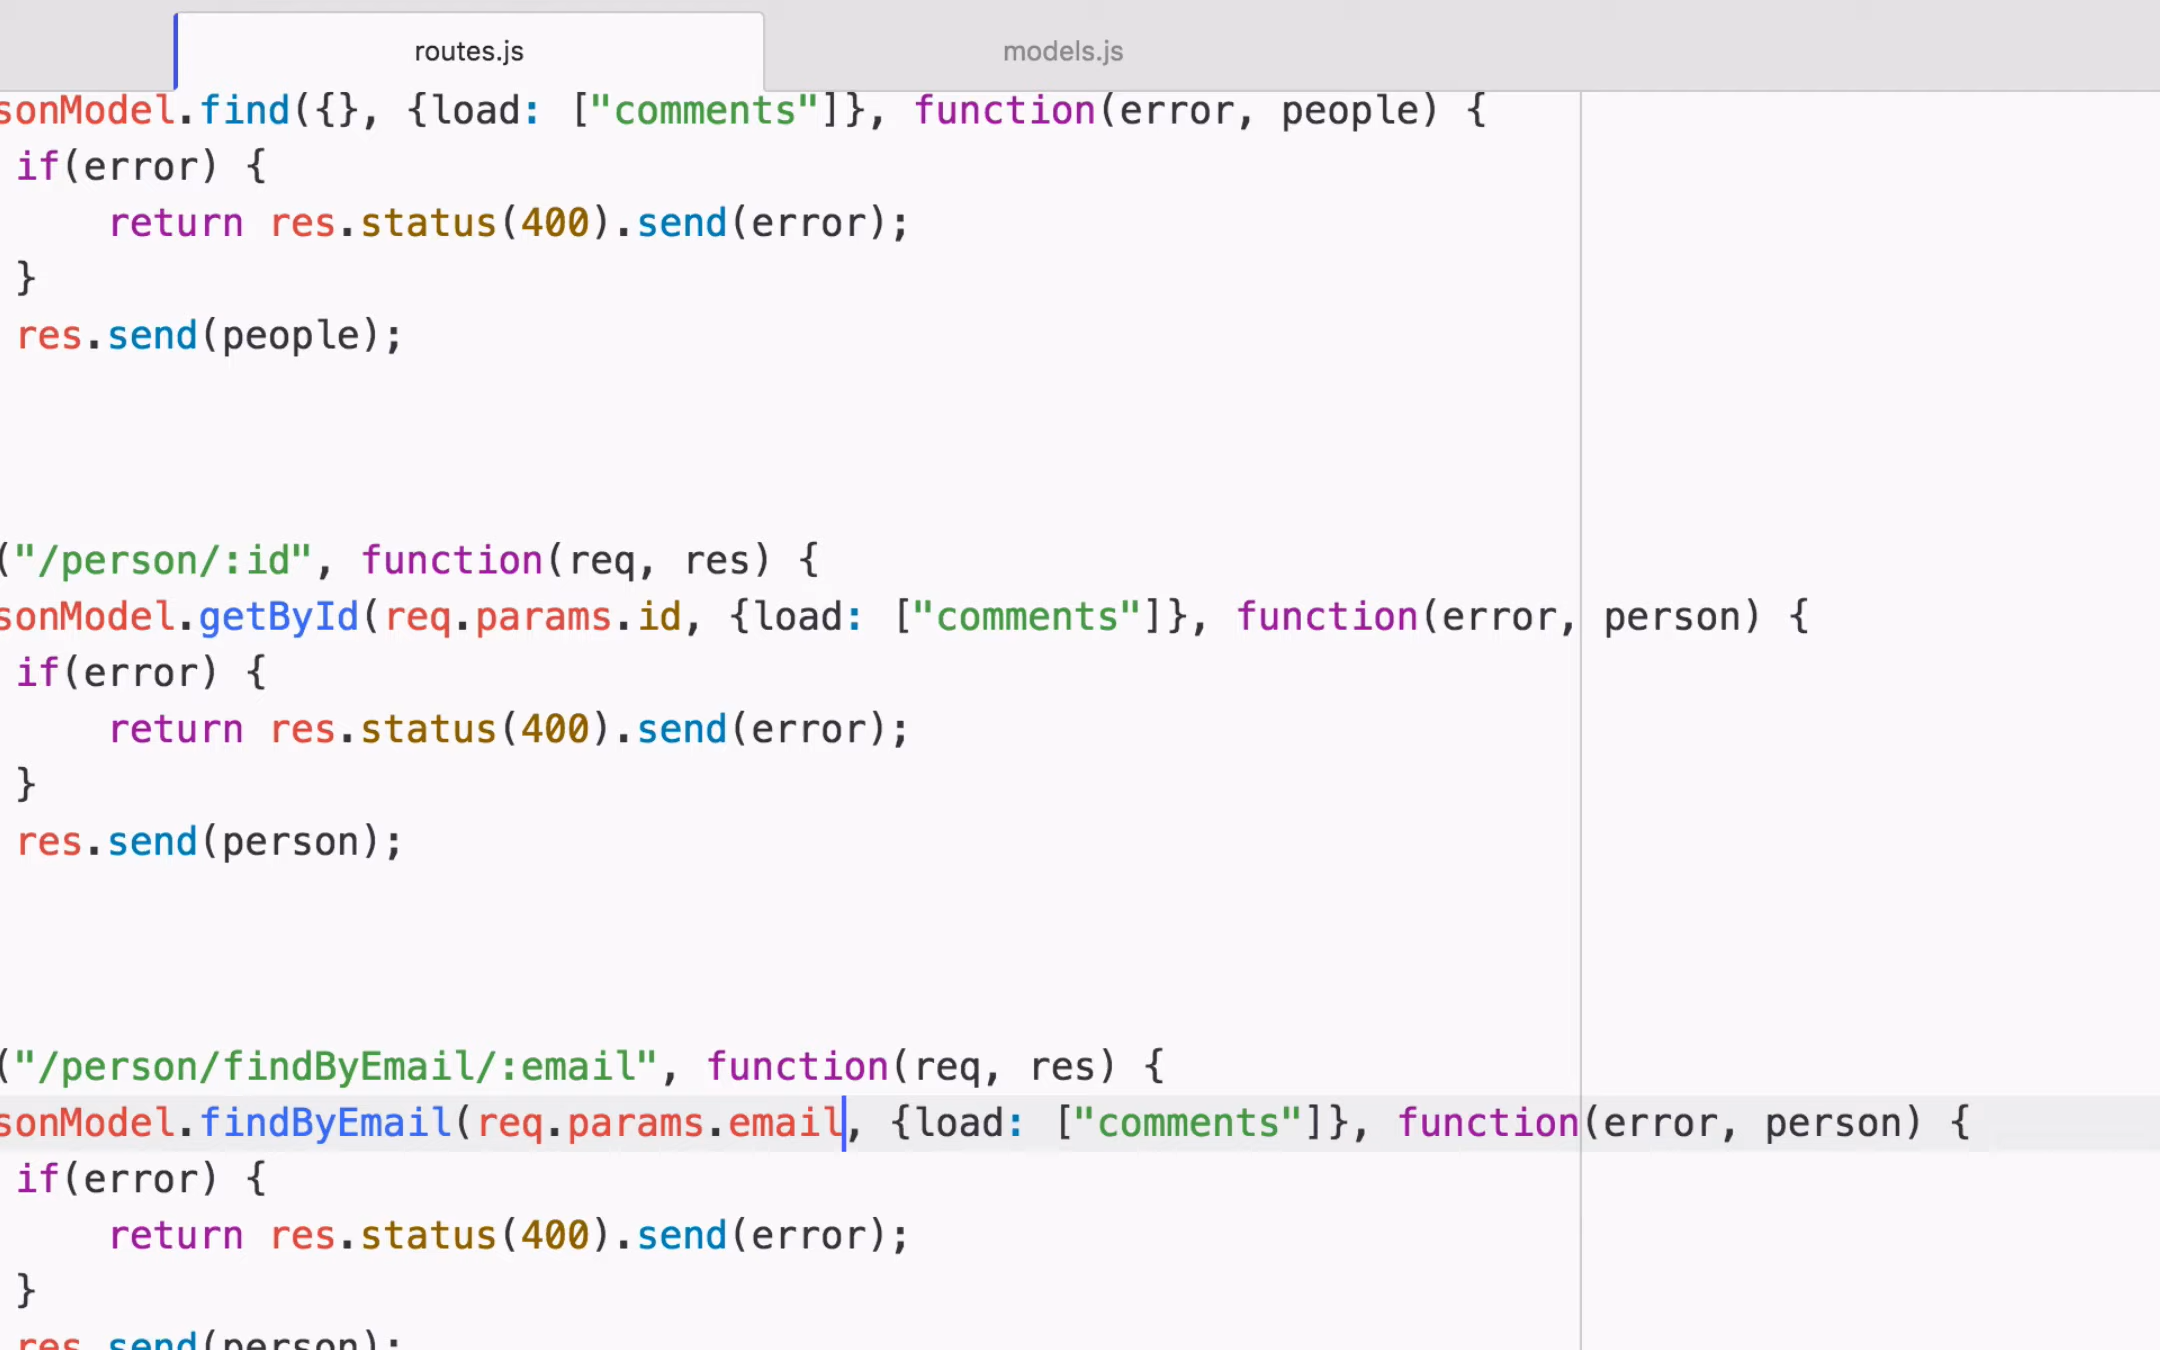 routes.js
models.js
sonModel.find({}, {load: ["comments"]}, function(error, people) {
if(error) {
return res.status(400).send(error);
}
res.send(people);
("/person/:id", function(req, res) {
sonModel.getById(req.params.id, {load: ["comments"]}, function(error, person) {
if(error) {
return res.status(400).send(error);
}
res.send(person);
("/person/findByEmail/:email", function(req, res) {
sonModel.findByEmail(req.params.email, {load: ["comments"]}, function(error, person) {
if(error) {
return res.status(400).send(error);
}
res.send(person);